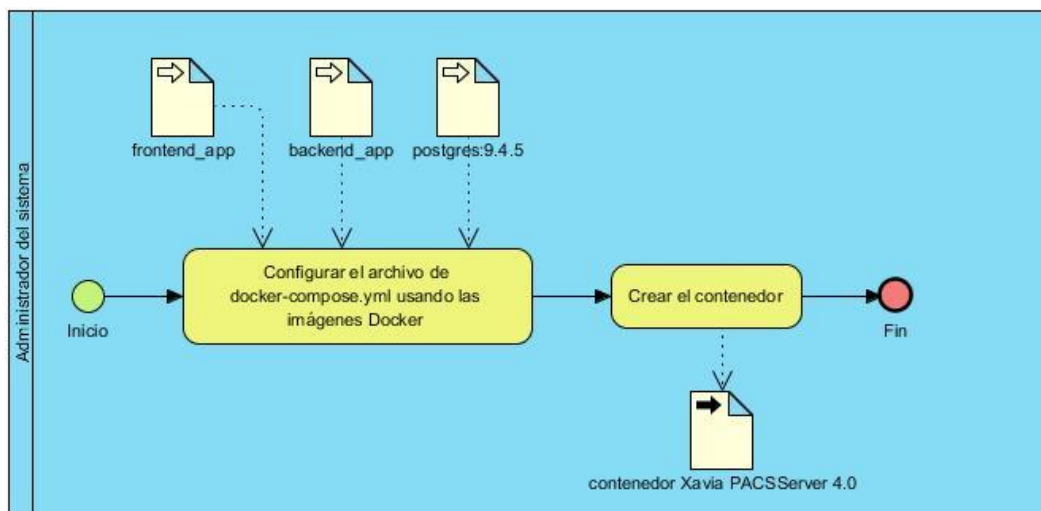 Administrador del sistema
frontend_app
backend_app
postgres:9.4.5
Inicio
Configurar el archivo de
docker-compose.yml usando las
imágenes Docker
Crear el contenedor
Fin
contenedor Xavia PACSServer 4.0